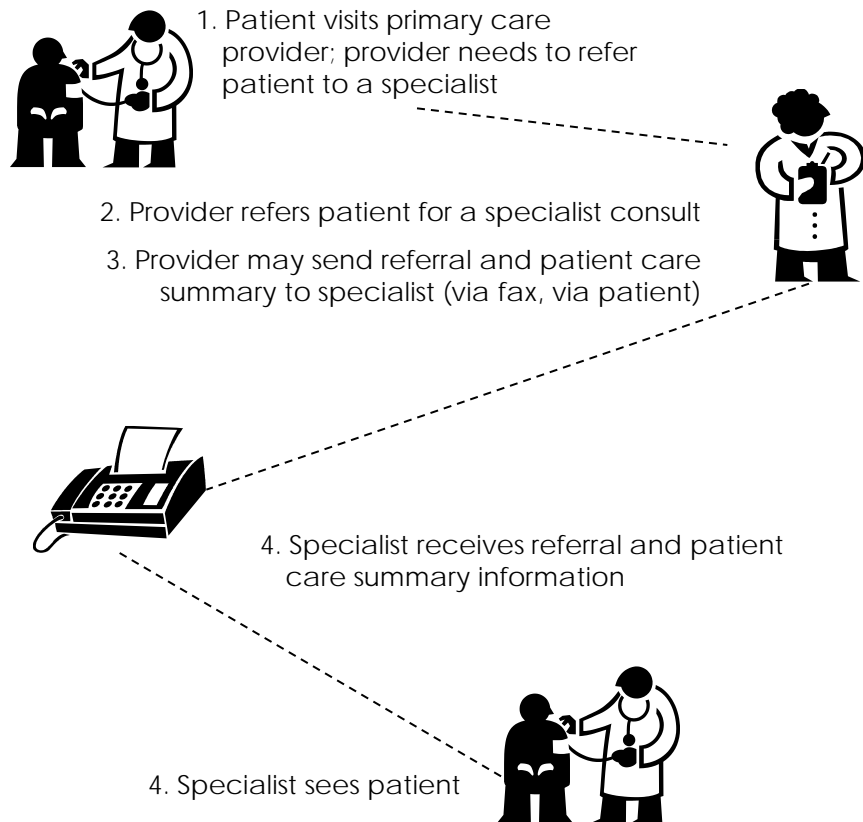 1. Patient visits primary care
provider; provider needs to refer
patient to a specialist
2. Provider refers patient for a specialist consult
3. Provider may send referral and patient care
summary to specialist (via fax, via patient)
4. Specialist receives referral and patient
care summary information
4. Specialist sees patient